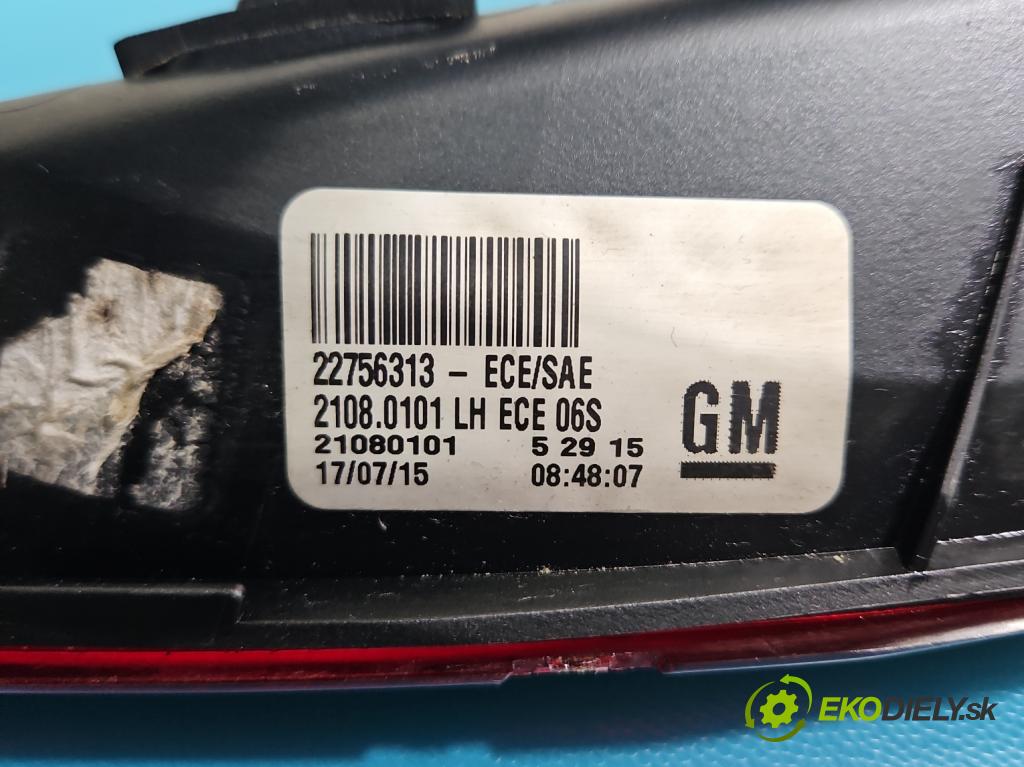 22756313 - ECE/SAE
2108.0101 LH ECE 06S
21080101 5 29 15
17/07/15 08:48:07
GM
EKODIELY.sk